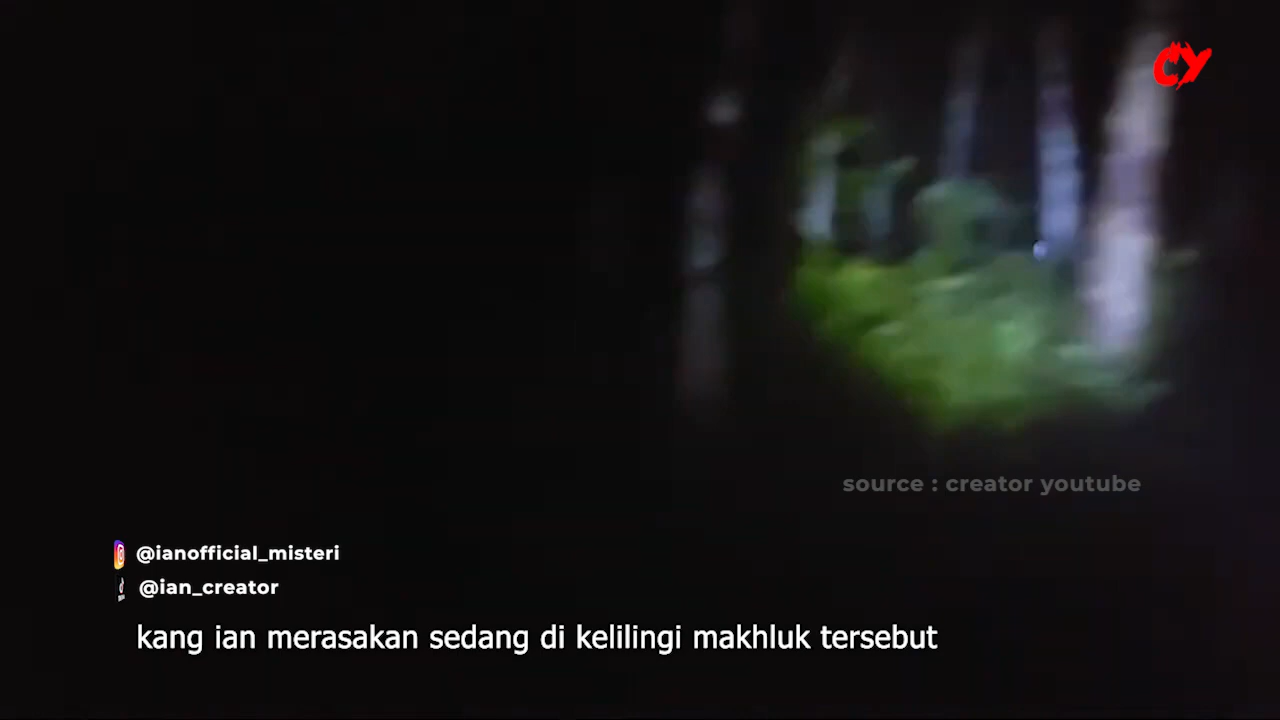 CY
source : creator youtube
@ianofficial_misteri
@ian_creator
kang ian merasakan sedang di kelilingi makhluk tersebut